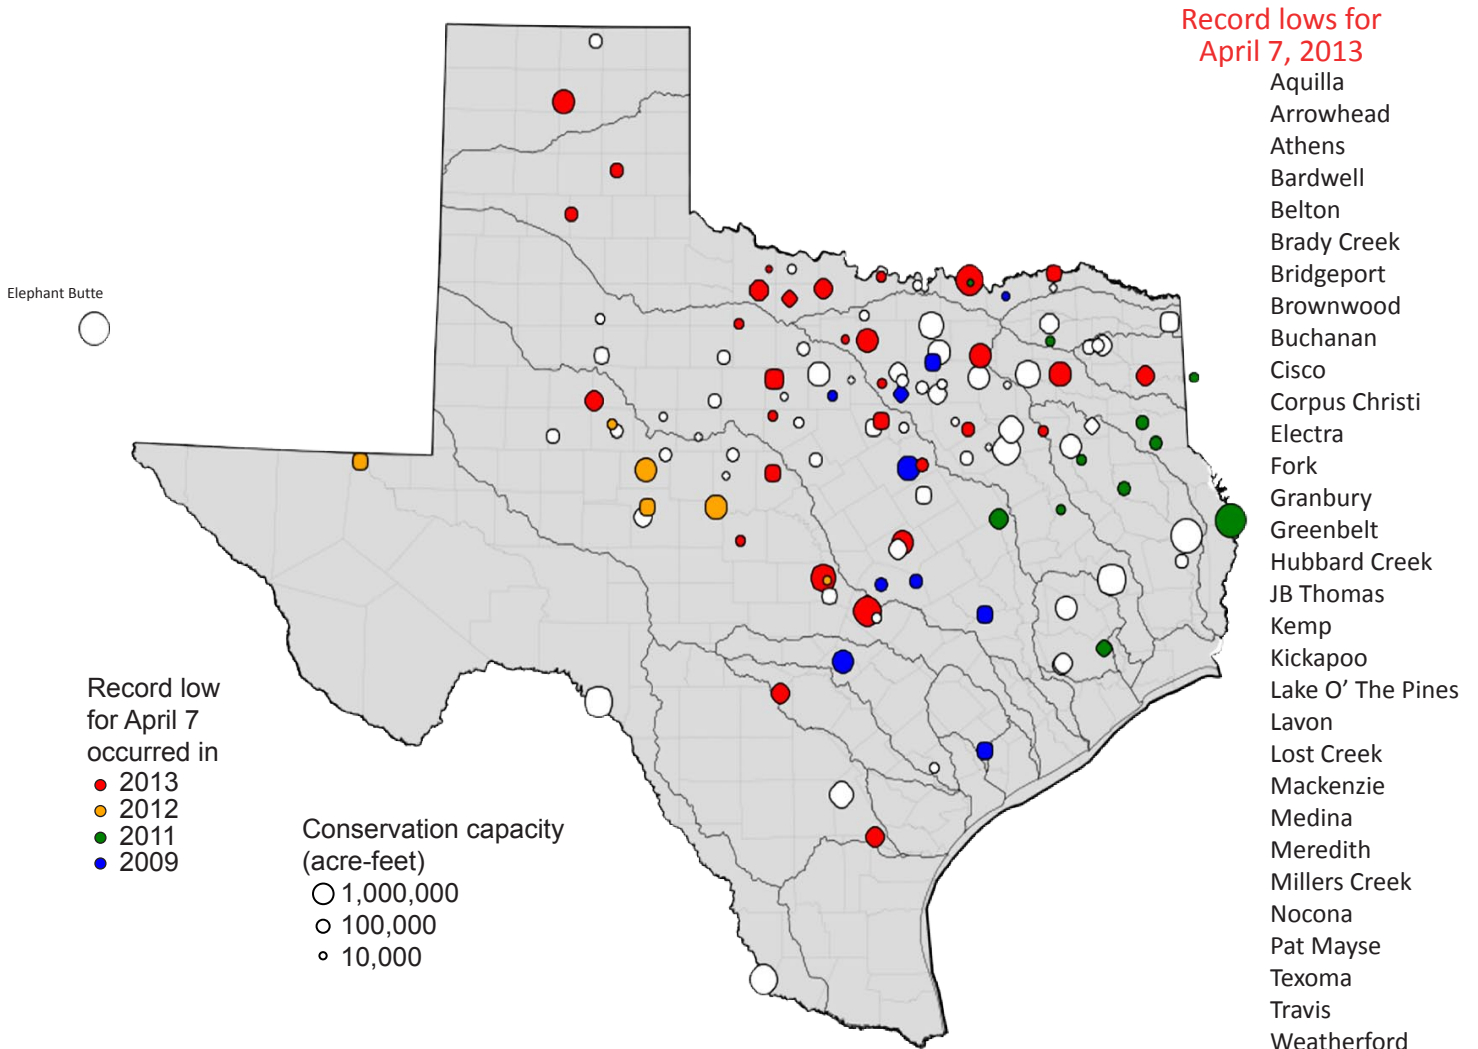 Record lows for
April 7, 2013
Aquilla
Arrowhead
Athens
Bardwell
Belton
Brady Creek
Bridgeport
Brownwood
Buchanan
Cisco
Corpus Christi
Electra
Fork
Granbury
Greenbelt
Hubbard Creek
JB Thomas
Kemp
Kickapoo
Lake O’ The Pines
Lavon
Lost Creek
Mackenzie
Medina
Meredith
Millers Creek
Nocona
Pat Mayse
Texoma
Travis
Weatherford
Elephant Butte
Record low
for April 7
occurred in
2013
2012
2011
2009
Conservation capacity
(acre-feet)
1,000,000
100,000
10,000